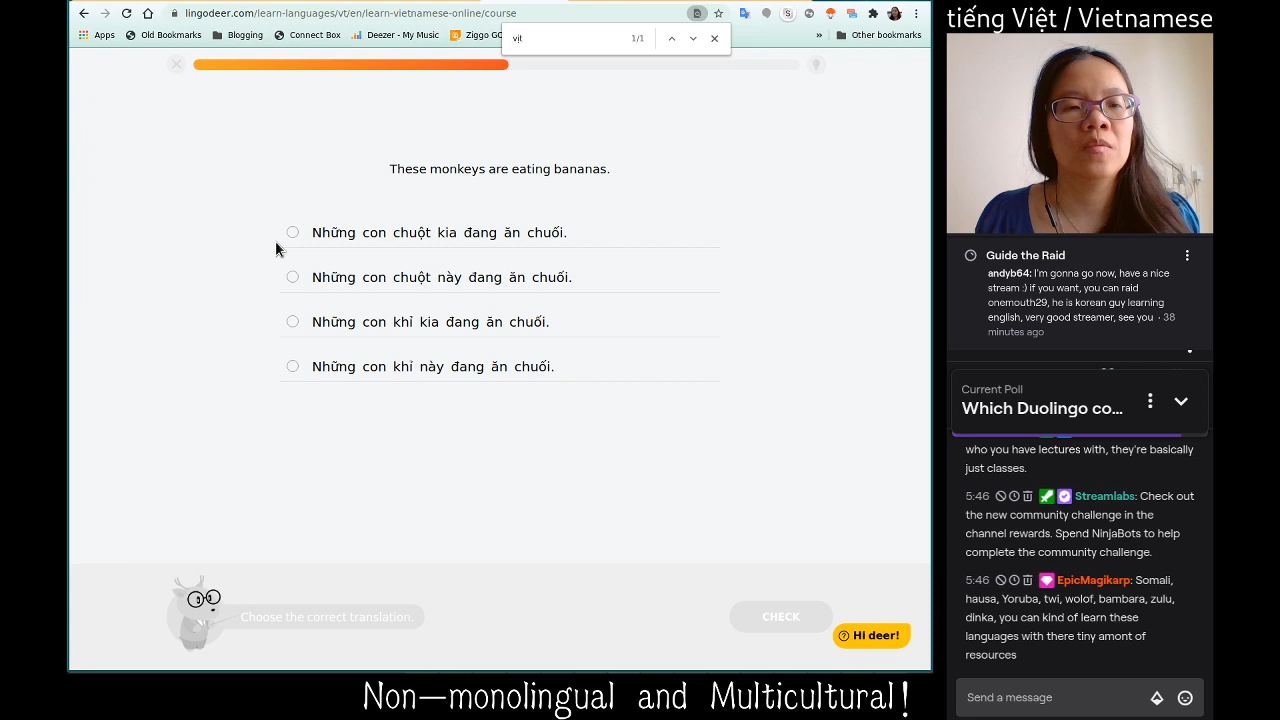 lingodeer.com/learn-languages/vt/en/learn-vietnamese-online/course
Apps
Old Bookmarks
Blogging
Connect Box
Deezer - My Music
Ziggo GO
»
Other bookmarks
vịt
1/1
These monkeys are eating bananas.
Những con chuột kia đang ăn chuối.
Những con chuột này đang ăn chuối.
Những con khỉ kia đang ăn chuối.
Những con khỉ này đang ăn chuối.
Choose the correct translation.
CHECK
Hi deer!
tiếng Việt / Vietnamese
Guide the Raid
andyb64: I'm gonna go now, have a nice
stream :) if you want, you can raid
onemouth29, he is korean guy learning
english, very good streamer, see you · 38
minutes ago
Current Poll
Which Duolingo co...
who you have lectures with, they're basically
just classes.
5:46 Streamlabs: Check out
the new community challenge in the
channel rewards. Spend NinjaBots to help
complete the community challenge.
5:46 EpicMagikarp: Somali,
hausa, Yoruba, twi, wolof, bambara, zulu,
dinka, you can kind of learn these
languages with there tiny amont of
resources
Send a message
Non-monolingual and Multicultural!